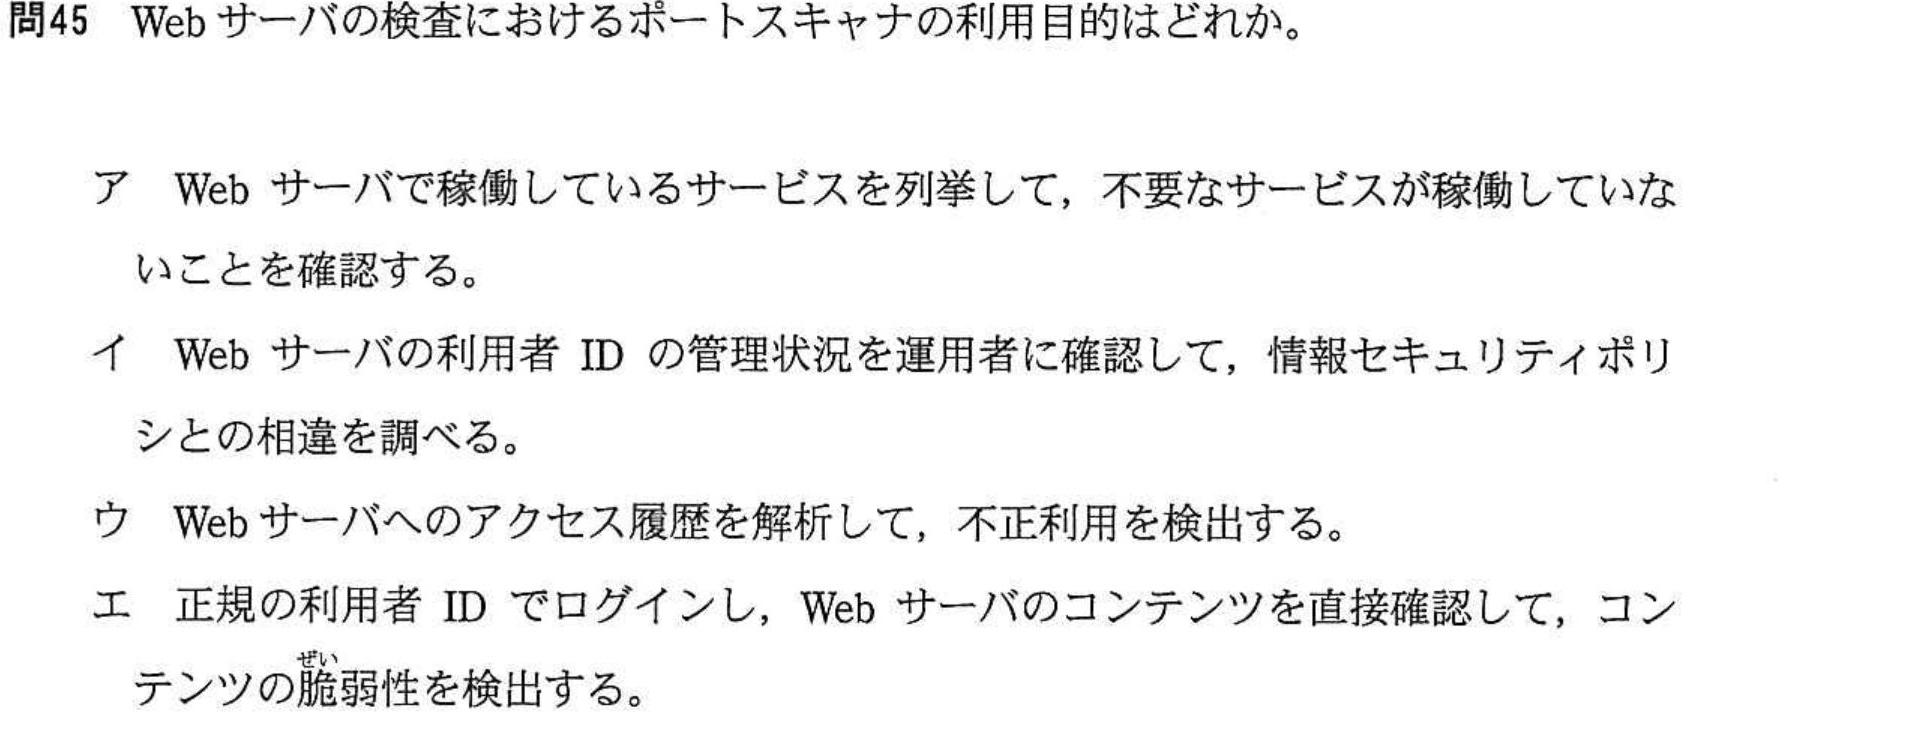 問45 Web サーバの検査におけるポートスキャナの利用目的はどれか。
ア Web サーバで稼働しているサービスを列挙して，不要なサービスが稼働していな
いことを確認する。
イ Web サーバの利用者 ID の管理状況を運用者に確認して，情報セキュリティポリ
シとの相違を調べる。
ウ Web サーバへのアクセス履歴を解析して，不正利用を検出する。
エ 正規の利用者 ID でログインし，Web サーバのコンテンツを直接確認して，コン
ぜい
テンツの脆弱性を検出する。